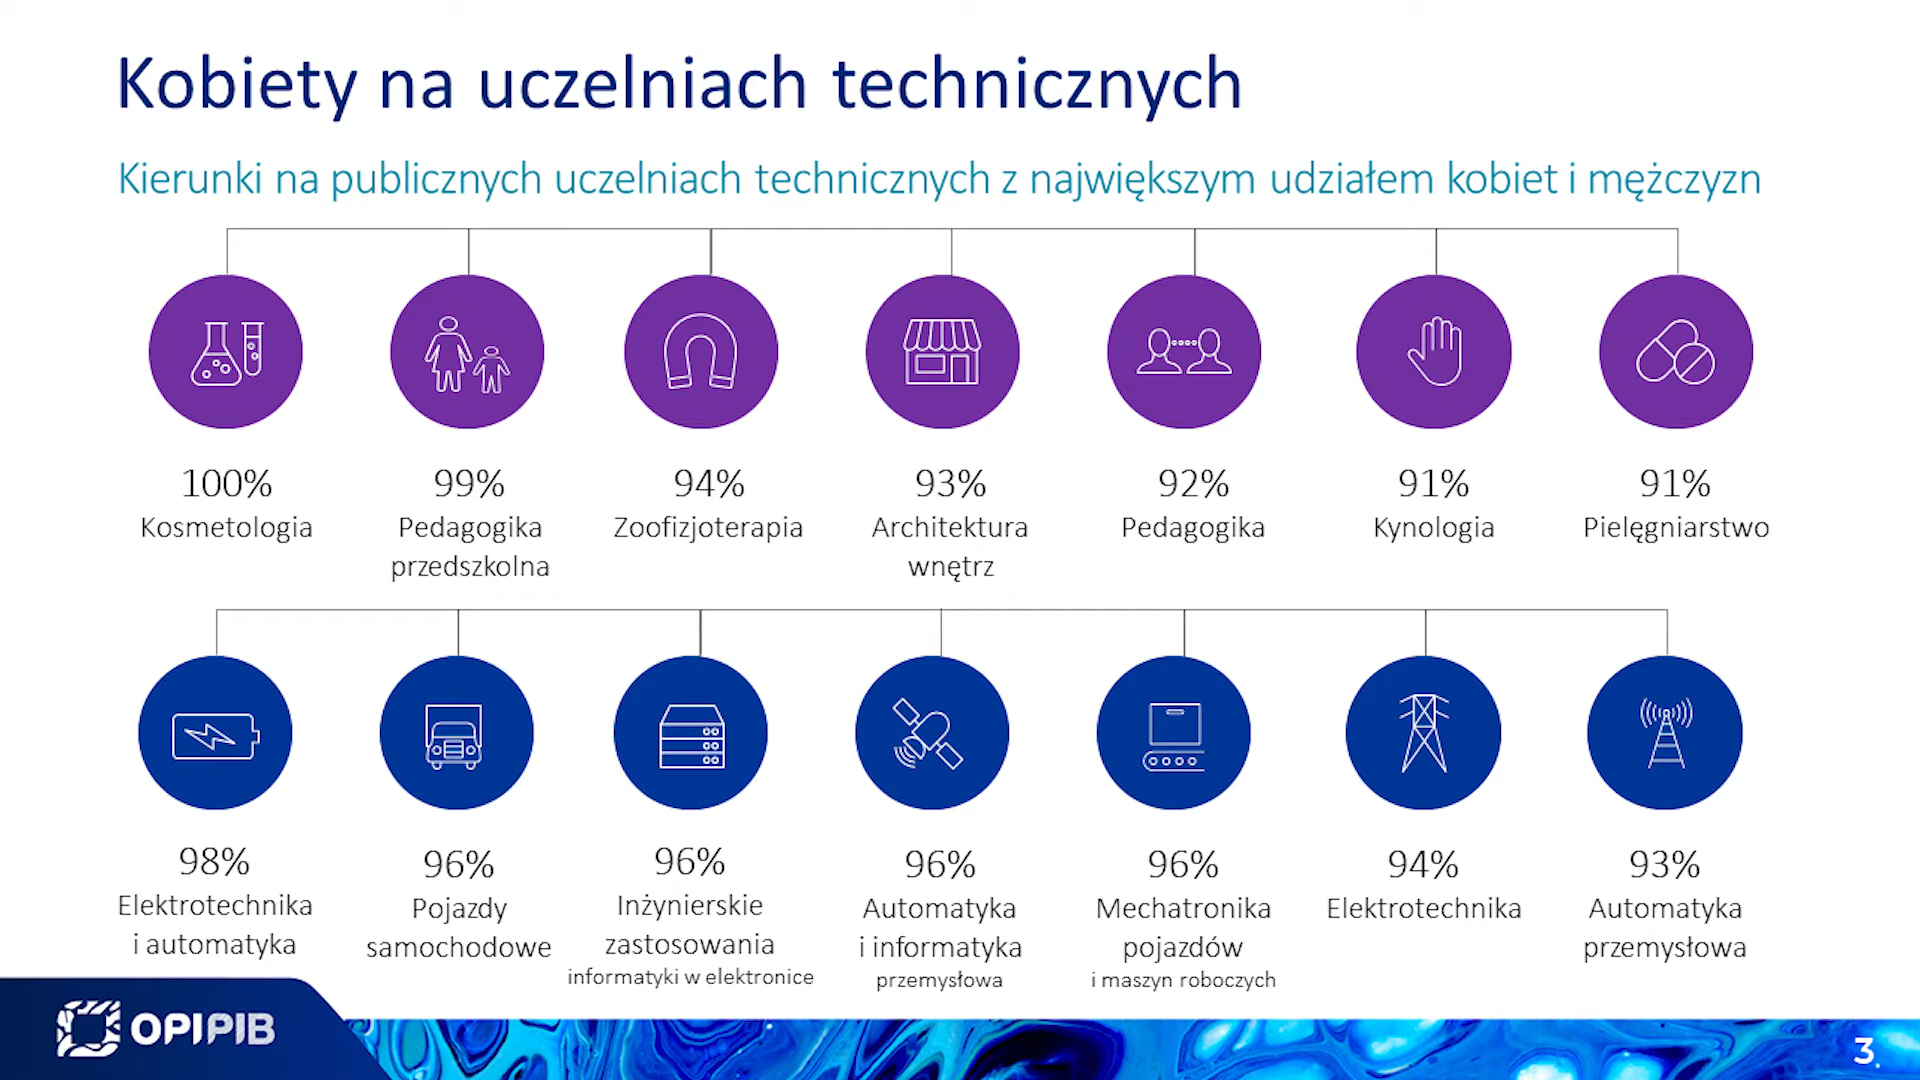 Kobiety na uczelniach technicznych
Kierunki na publicznych uczelniach technicznych z największym udziałem kobiet i mężczyzn
100%
Kosmetologia
99%
Pedagogika
przedszkolna
94%
Zoofizjoterapia
93%
Architektura
wnętrz
92%
Pedagogika
91%
Kynologia
91%
Pielęgniarstwo
98%
Elektrotechnika
i automatyka
96%
Pojazdy
samochodowe
96%
Inżynierskie
zastosowania
informatyki w elektronice
96%
Automatyka
i informatyka
przemysłowa
96%
Mechatronika
pojazdów
i maszyn roboczych
94%
Elektrotechnika
93%
Automatyka
przemysłowa
OPI PIB
3.